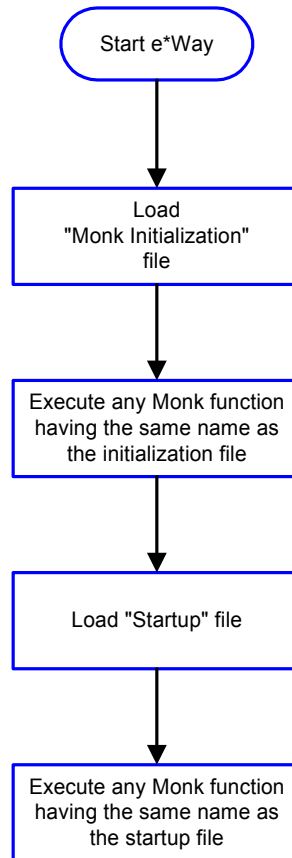 Start e*Way
Load
"Monk Initialization"
file
Execute any Monk function
having the same name as
the initialization file
Load "Startup" file
Execute any Monk function
having the same name as
the startup file